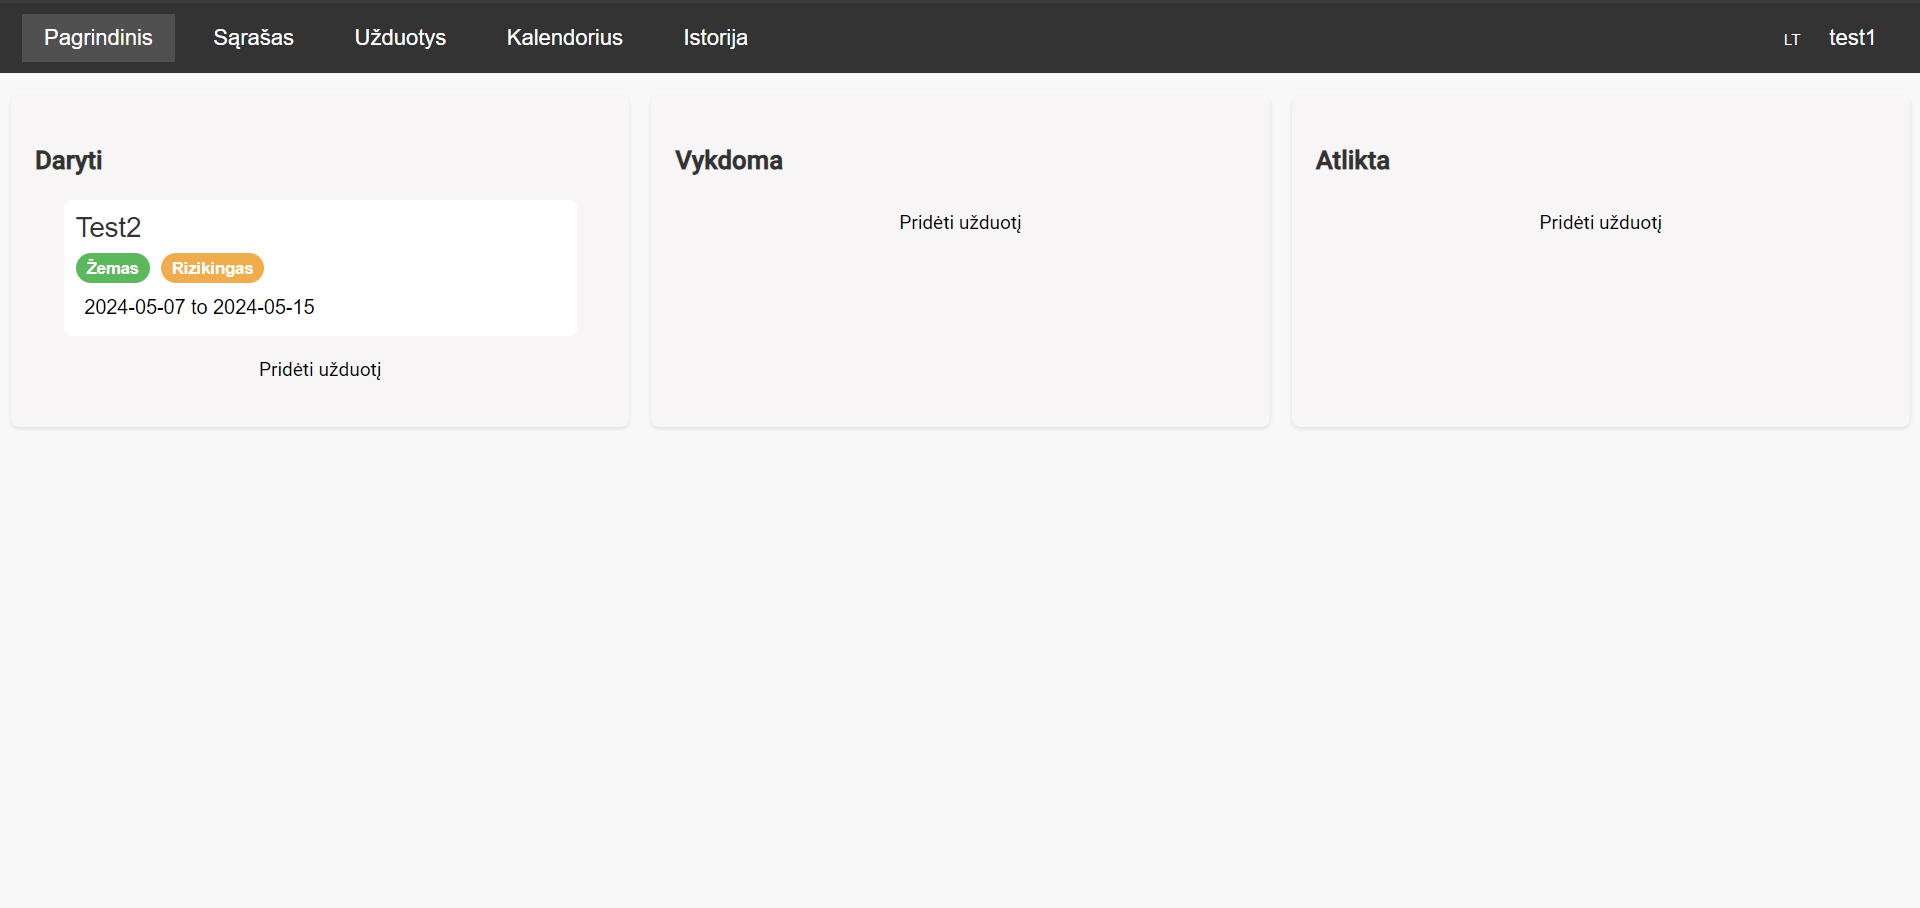 Pagrindinis Sąrašas Užduotys Kalendorius Istorija LT test1
Daryti
Test2
Žemas Rizikingas
2024-05-07 to 2024-05-15
Pridėti užduotį
Vykdoma
Pridėti užduotį
Atlikta
Pridėti užduotį